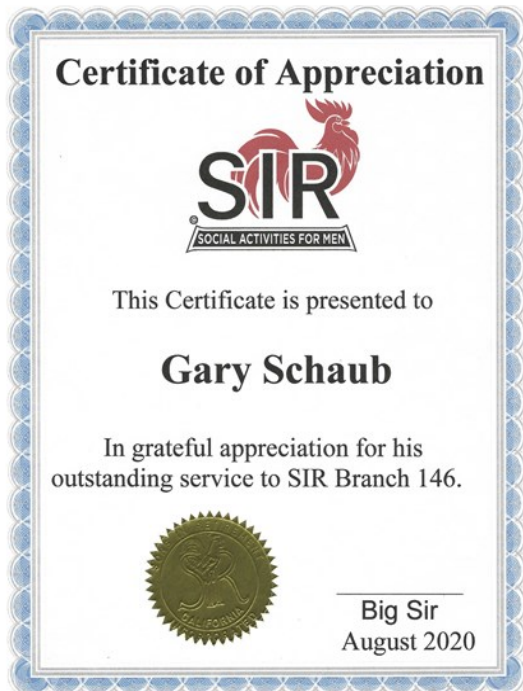 Certificate of Appreciation
SIR
©
SOCIAL ACTIVITIES FOR MEN
This Certificate is presented to
Gary Schaub
In grateful appreciation for his
outstanding service to SIR Branch 146.
CALIFORNIA
INCORPORATED
Big Sir
August 2020